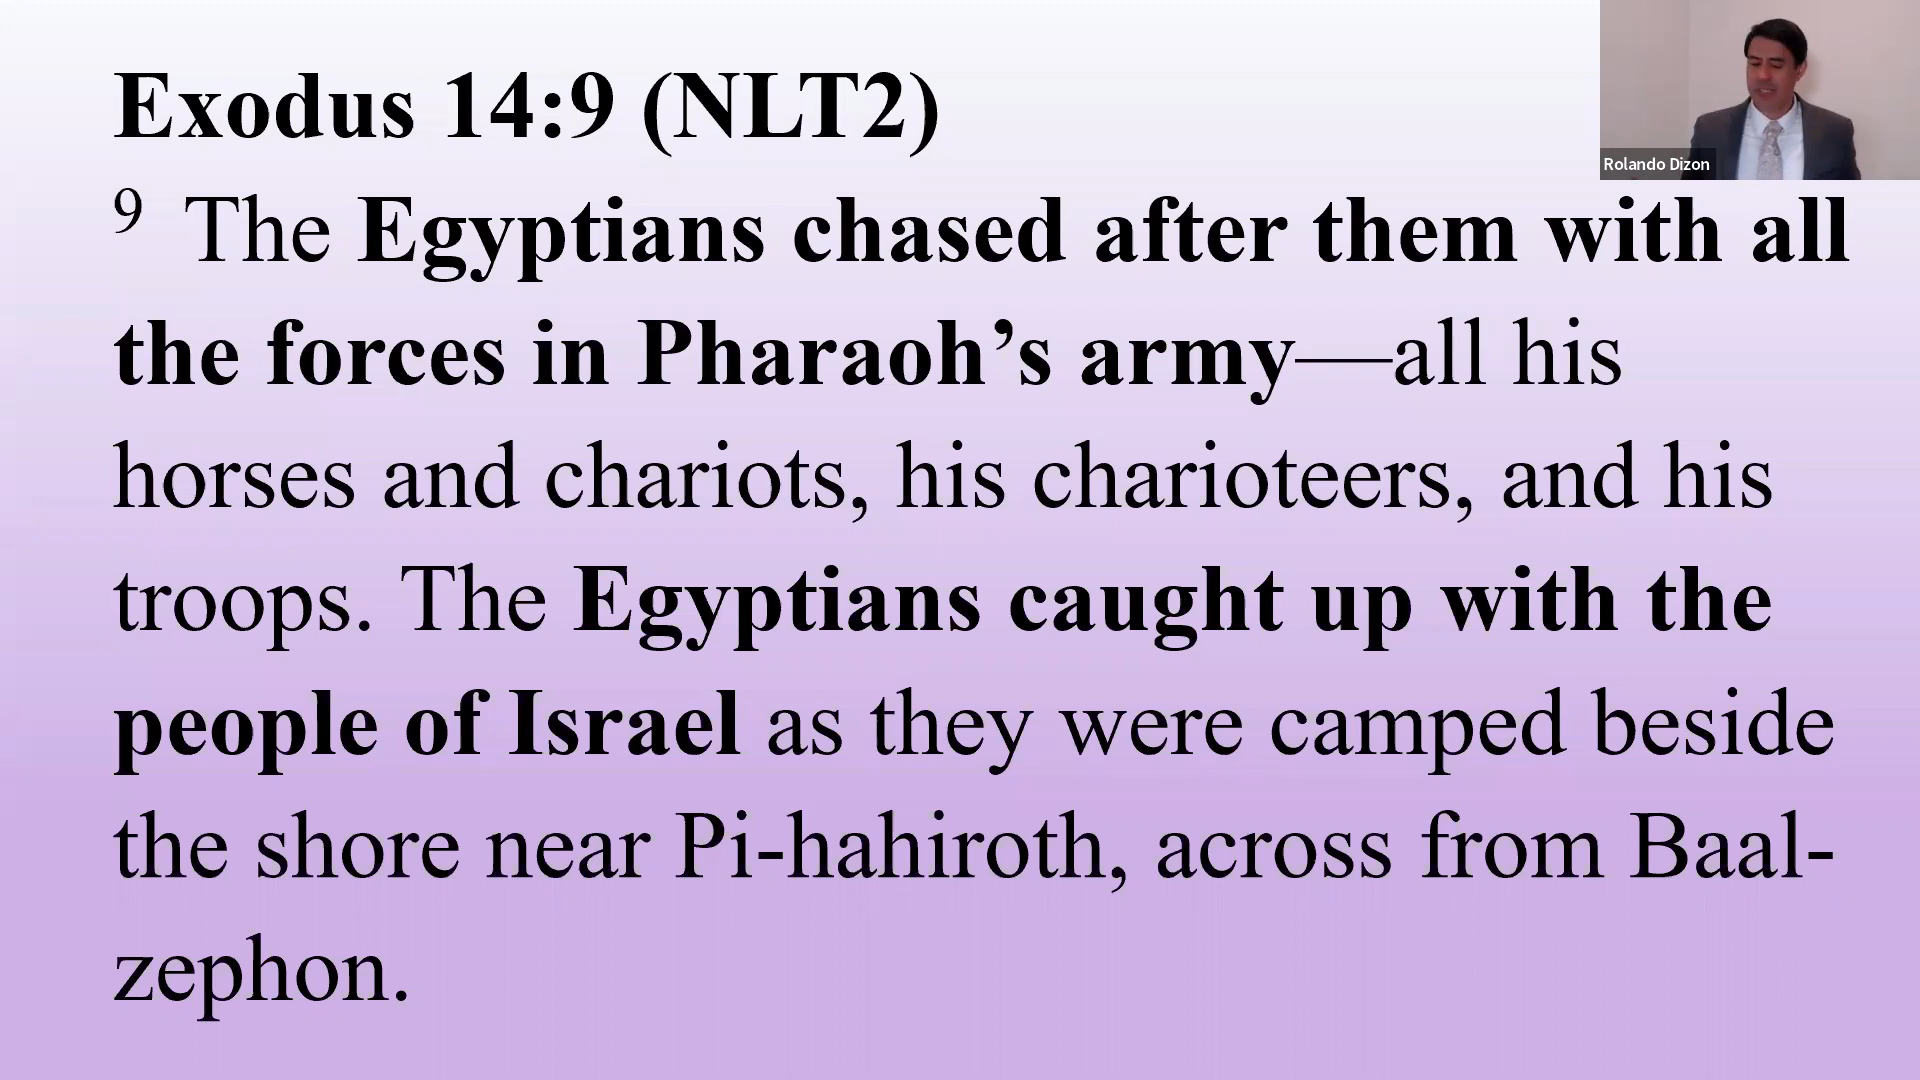 Exodus 14:9 (NLT2)
Rolando Dizon
9 The Egyptians chased after them with all
the forces in Pharaoh’s army—all his
horses and chariots, his charioteers, and his
troops. The Egyptians caught up with the
people of Israel as they were camped beside
the shore near Pi-hahiroth, across from Baal-
zephon.